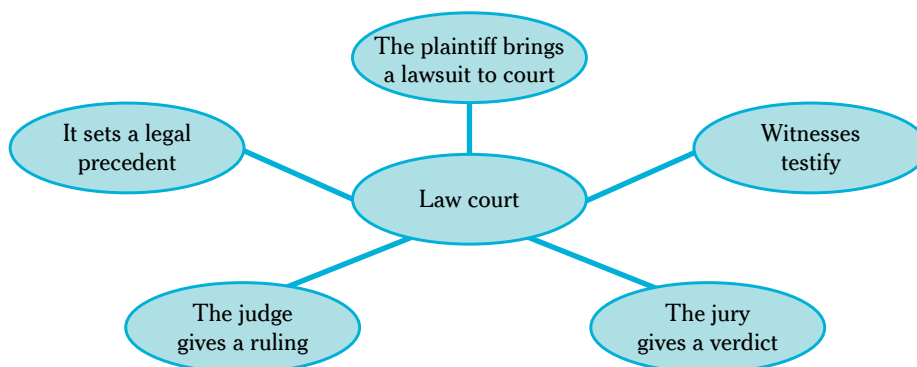 The plaintiff brings
a lawsuit to court
It sets a legal
precedent
Witnesses
testify
Law court
The judge
gives a ruling
The jury
gives a verdict